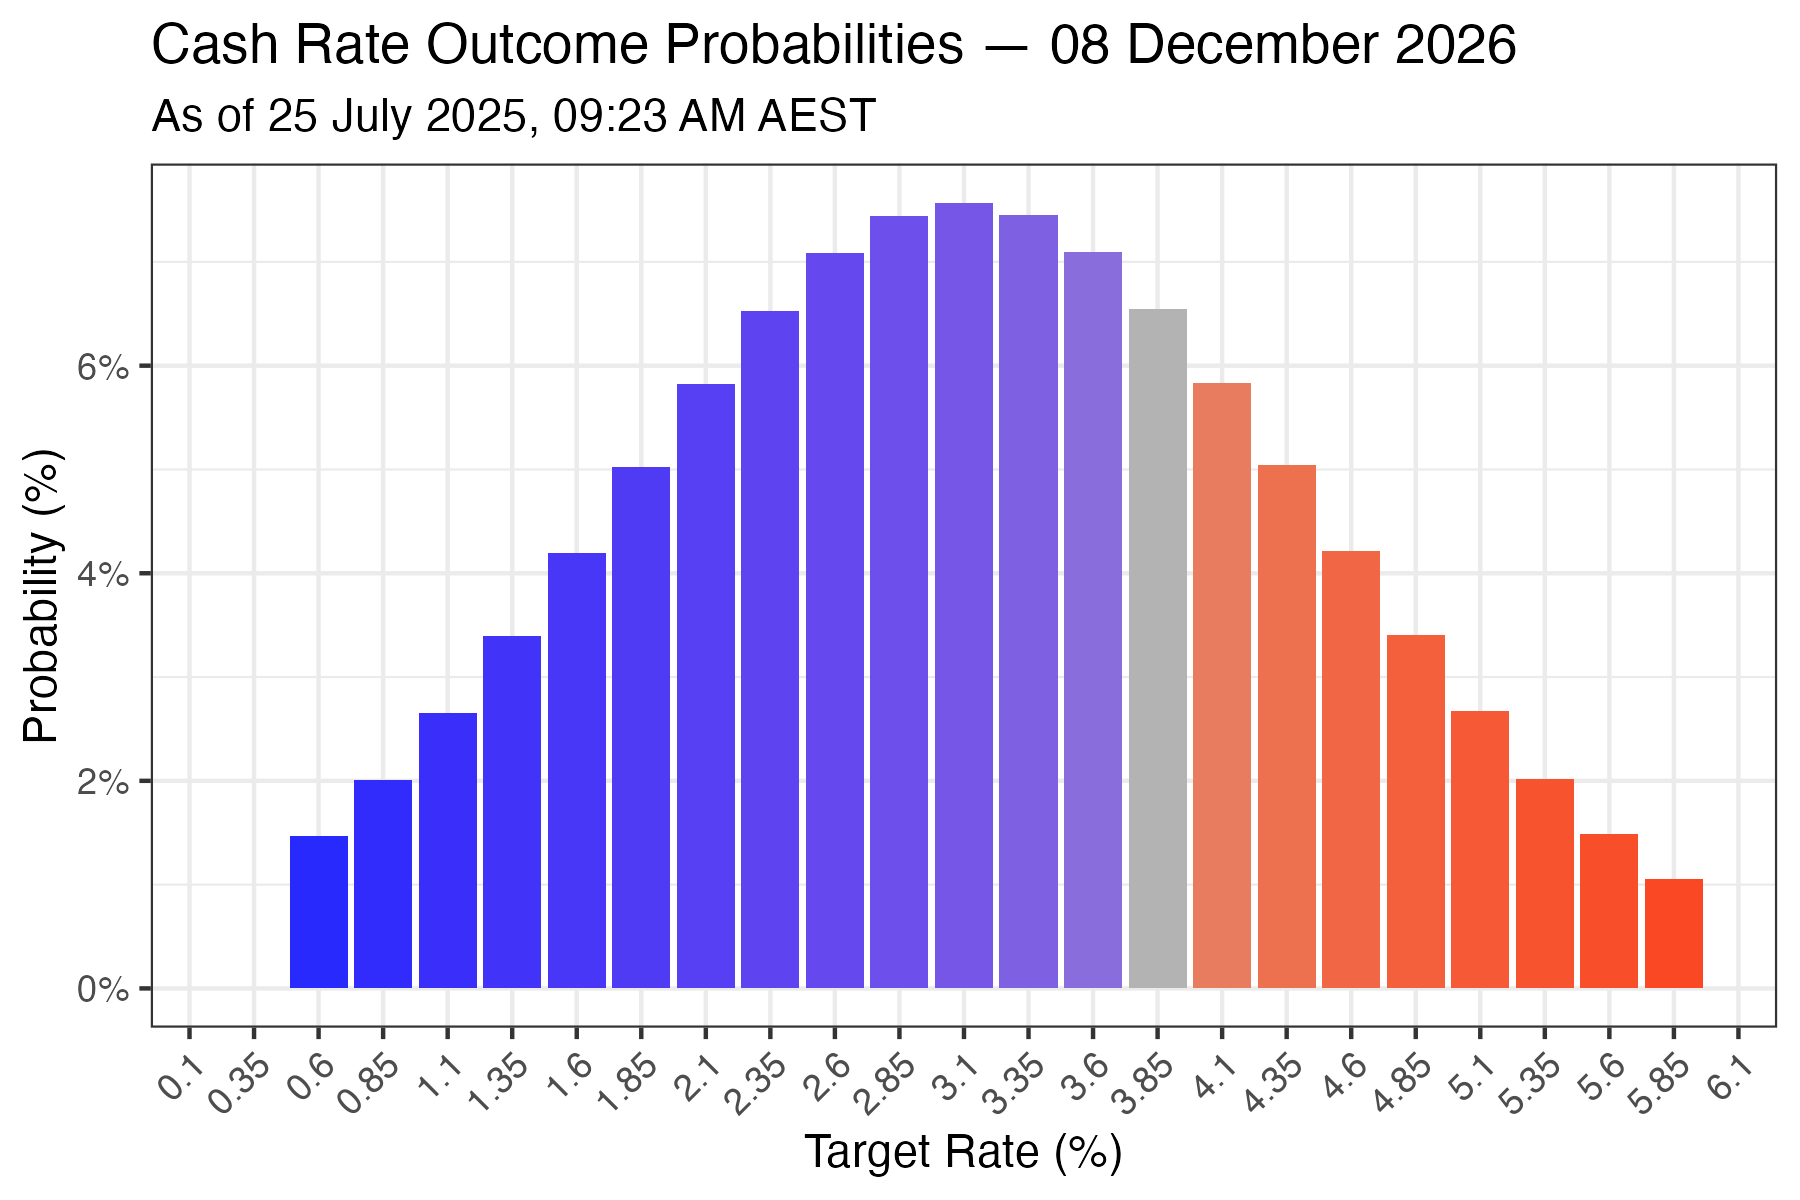 Cash Rate Outcome Probabilities — 08 December 2026
As of 25 July 2025, 09:23 AM AEST
Probability (%)
6%
4%
2%
0%
0.1 0.35 0.6 0.85 1.1 1.35 1.6 1.85 2.1 2.35 2.6 2.85 3.1 3.35 3.6 3.85 4.1 4.35 4.6 4.85 5.1 5.35 5.6 5.85 6.1
Target Rate (%)